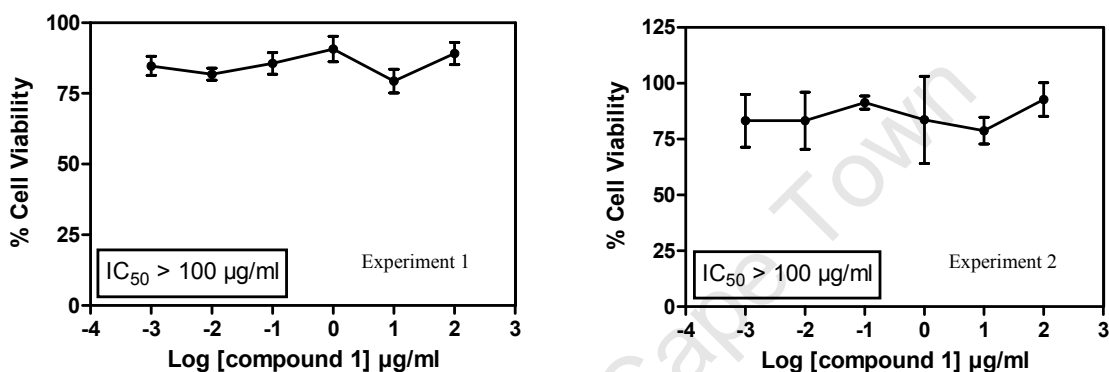 100
75
50
25
0
% Cell Viability
IC50 > 100 µg/ml
Experiment 1
-4 -3 -2 -1 0 1 2 3
Log [compound 1] µg/ml
125
100
75
50
25
0
% Cell Viability
IC50 > 100 µg/ml
Experiment 2
-4 -3 -2 -1 0 1 2 3
Log [compound 1] µg/ml
Cape Town